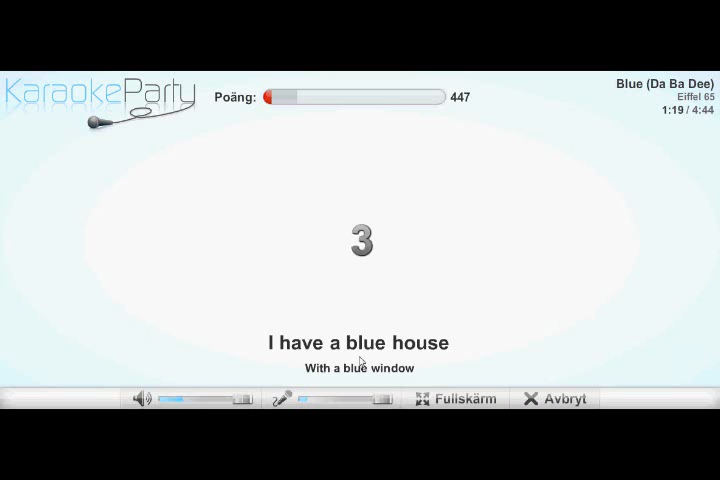 KaraokeParty
Poäng: 447
Blue (Da Ba Dee)
Eiffel 65
1:19 / 4:44
3
I have a blue house
With a blue window
Fullskärm
Avbryt